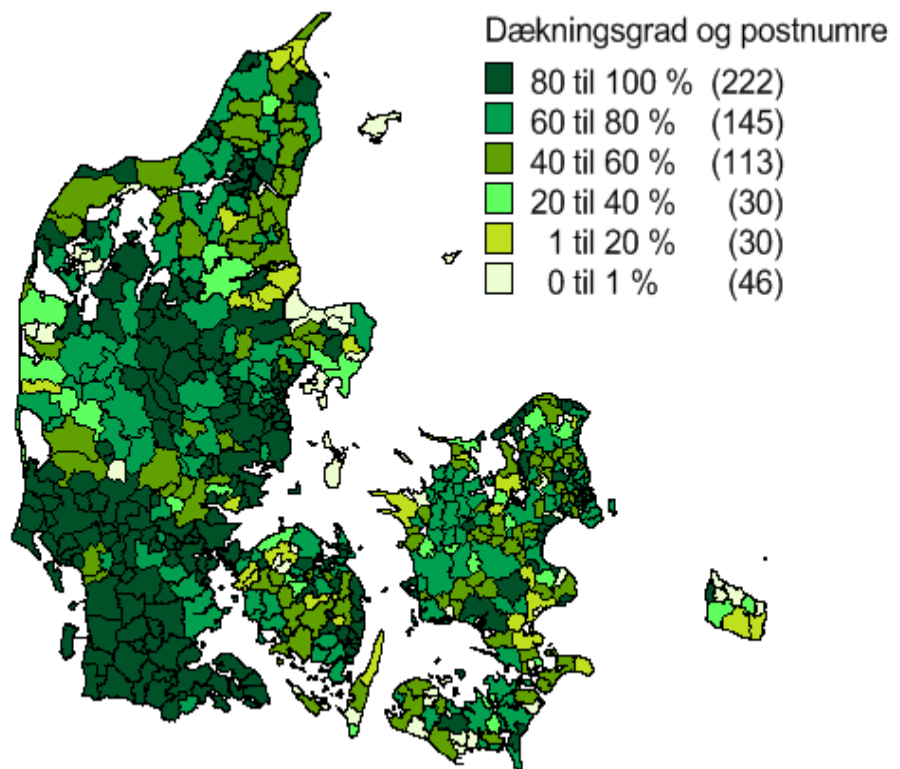 Dækningsgrad og postnumre
80 til 100 % (222)
60 til 80 % (145)
40 til 60 % (113)
20 til 40 % (30)
1 til 20 % (30)
0 til 1 % (46)